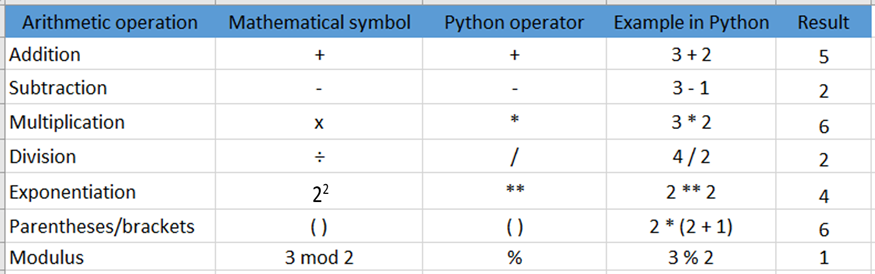 Arithmetic operation Mathematical symbol Python operator Example in Python Result
Addition + + 3 + 2 5
Subtraction - - 3 - 1 2
Multiplication x * 3 * 2 6
Division ÷ / 4 / 2 2
Exponentiation 2² ** 2 ** 2 4
Parentheses/brackets ( ) ( ) 2 * (2 + 1) 6
Modulus 3 mod 2 % 3 % 2 1